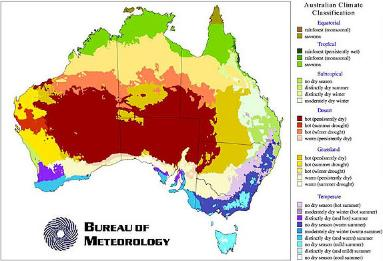 Australian Climate
Classification
Equatorial
rainforest (monsoonal)
savanna
Tropical
rainforest (persistently wet)
rainforest (monsoonal)
savanna
Subtropical
no dry season
distinctly dry summer
distinctly dry winter
moderately dry winter
Desert
hot (persistently dry)
hot (summer drought)
hot (winter drought)
warm (persistently dry)
Grassland
hot (persistently dry)
hot (summer drought)
hot (winter drought)
warm (persistently dry)
warm (summer drought)
Temperate
no dry season (hot summer)
moderately dry winter (hot summer)
distinctly dry (and hot) summer
no dry season (warm summer)
moderately dry winter (warm summer)
distinctly dry (and warm) summer
no dry season (mild summer)
distinctly dry (and mild) summer
no dry season (cool summer)
BUREAU OF
METEOROLOGY